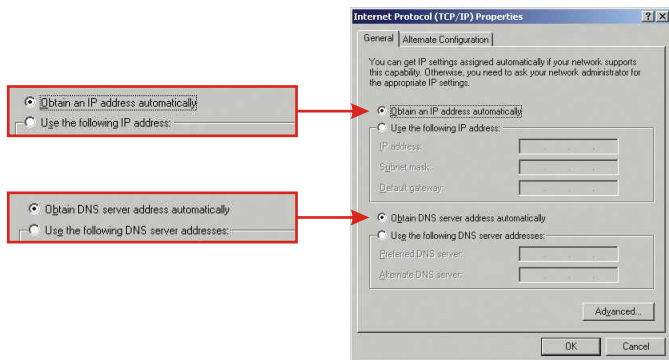 Obtain an IP address automatically
Use the following IP address:
Obtain DNS server address automatically
Use the following DNS server addresses:
Internet Protocol (TCP/IP) Properties
General
Alternate Configuration
You can get IP settings assigned automatically if your network supports
this capability. Otherwise, you need to ask your network administrator for
the appropriate IP settings.
Obtain an IP address automatically
Use the following IP address:
IP address:
Subnet mask:
Default gateway:
Obtain DNS server address automatically
Use the following DNS server addresses:
Preferred DNS server:
Alternate DNS server:
Advanced...
OK
Cancel